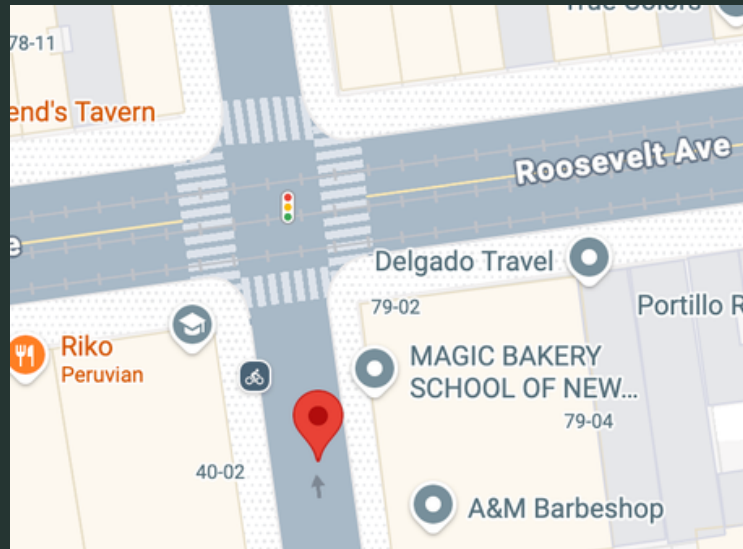 78-11
end's Tavern
Roosevelt Ave
e
Delgado Travel
79-02
Portillo R
Riko
Peruvian
MAGIC BAKERY
SCHOOL OF NEW...
79-04
40-02
A&M Barbeshop